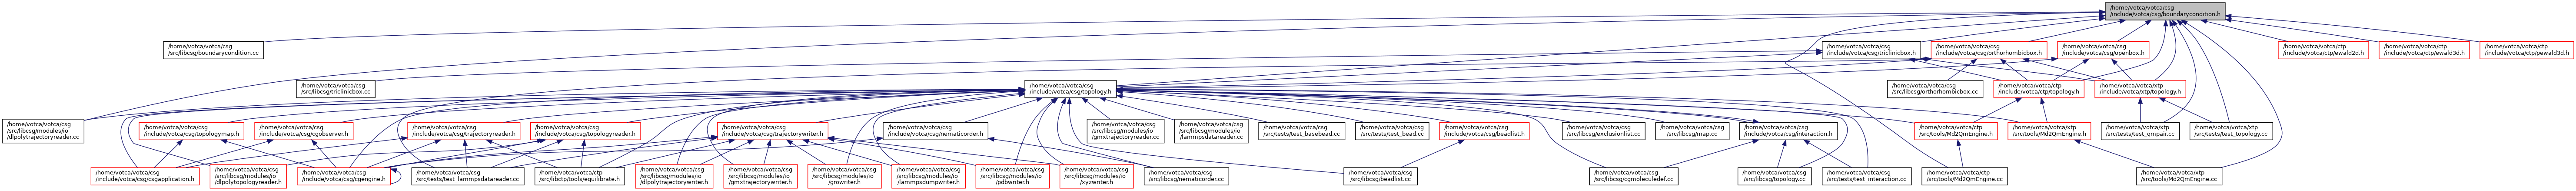 /home/votca/votca/csg
/include/votca/csg/boundarycondition.h
/home/votca/votca/csg
/src/libcsg/boundarycondition.cc
/home/votca/votca/csg
/include/votca/csg/triclinicbox.h
/home/votca/votca/csg
/include/votca/csg/orthorhombicbox.h
/home/votca/votca/csg
/include/votca/csg/openbox.h
/home/votca/votca/ctp
/include/votca/ctp/ewald2d.h
/home/votca/votca/ctp
/include/votca/ctp/ewald3d.h
/home/votca/votca/ctp
/include/votca/ctp/pewald3d.h
/home/votca/votca/csg
/src/libcsg/triclinicbox.cc
/home/votca/votca/csg
/include/votca/csg/topology.h
/home/votca/votca/csg
/src/libcsg/orthorhombicbox.cc
/home/votca/votca/ctp
/include/votca/ctp/topology.h
/home/votca/votca/xtp
/include/votca/xtp/topology.h
/home/votca/votca/csg
/src/libcsg/modules/io
/dlpolytrajectoryreader.cc
/home/votca/votca/csg
/include/votca/csg/topologymap.h
/home/votca/votca/csg
/include/votca/csg/cgobserver.h
/home/votca/votca/csg
/include/votca/csg/trajectoryreader.h
/home/votca/votca/csg
/include/votca/csg/topologyreader.h
/home/votca/votca/csg
/include/votca/csg/trajectorywriter.h
/home/votca/votca/csg
/include/votca/csg/nematicorder.h
/home/votca/votca/csg
/src/libcsg/modules/io
/gmxtrajectoryreader.cc
/home/votca/votca/csg
/src/libcsg/modules/io
/lammpsdatareader.cc
/home/votca/votca/csg
/src/tests/test_basebead.cc
/home/votca/votca/csg
/src/tests/test_bead.cc
/home/votca/votca/csg
/include/votca/csg/beadlist.h
/home/votca/votca/csg
/src/libcsg/exclusionlist.cc
/home/votca/votca/csg
/src/libcsg/map.cc
/home/votca/votca/csg
/include/votca/csg/interaction.h
/home/votca/votca/ctp
/src/tools/Md2QmEngine.h
/home/votca/votca/xtp
/src/tools/Md2QmEngine.h
/home/votca/votca/xtp
/src/tests/test_qmpair.cc
/home/votca/votca/xtp
/src/tests/test_topology.cc
/home/votca/votca/csg
/include/votca/csg/csgapplication.h
/home/votca/votca/csg
/src/libcsg/modules/io
/dlpolytopologyreader.h
/home/votca/votca/csg
/include/votca/csg/cgengine.h
/home/votca/votca/csg
/src/tests/test_lammpsdatareader.cc
/home/votca/votca/ctp
/src/libctp/tools/equilibrate.h
/home/votca/votca/csg
/src/libcsg/modules/io
/dlpolytrajectorywriter.h
/home/votca/votca/csg
/src/libcsg/modules/io
/gmxtrajectorywriter.h
/home/votca/votca/csg
/src/libcsg/modules/io
/growriter.h
/home/votca/votca/csg
/src/libcsg/modules/io
/lammpsdumpwriter.h
/home/votca/votca/csg
/src/libcsg/modules/io
/pdbwriter.h
/home/votca/votca/csg
/src/libcsg/modules/io
/xyzwriter.h
/home/votca/votca/csg
/src/libcsg/nematicorder.cc
/home/votca/votca/csg
/src/libcsg/beadlist.cc
/home/votca/votca/csg
/src/libcsg/cgmoleculedef.cc
/home/votca/votca/csg
/src/libcsg/topology.cc
/home/votca/votca/csg
/src/tests/test_interaction.cc
/home/votca/votca/ctp
/src/tools/Md2QmEngine.cc
/home/votca/votca/xtp
/src/tools/Md2QmEngine.cc